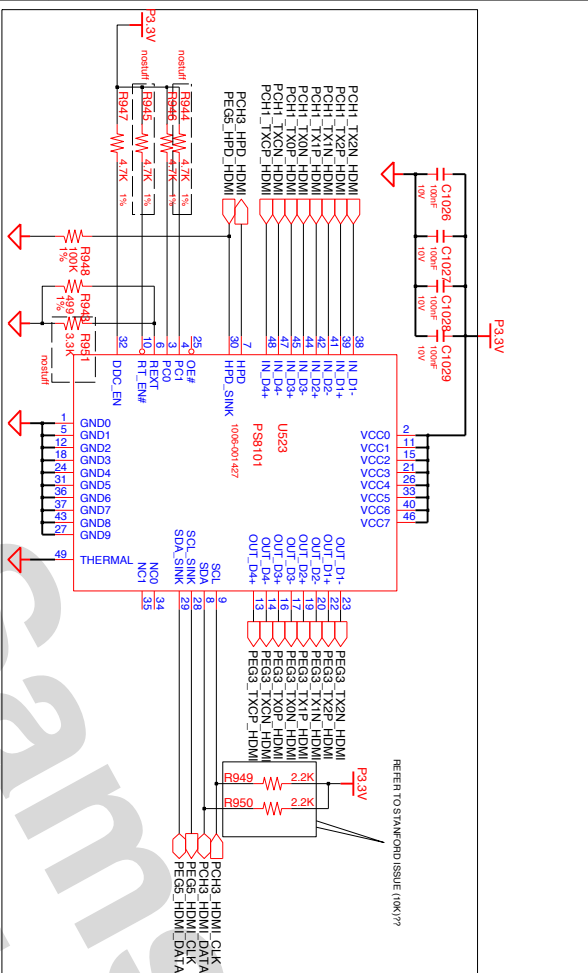 P3.3V
nostuff
nostuff
R947
R945
R946
R944
4.7K 1%
4.7K 1%
4.7K 1%
4.7K 1%
PCH3_HPD_HDMI
PEG5_HPD_HDMI
PCH1_TXCP_HDMI
PCH1_TXCN_HDMI
PCH1_TX0P_HDMI
PCH1_TX0N_HDMI
PCH1_TX1P_HDMI
PCH1_TX1N_HDMI
PCH1_TX2P_HDMI
PCH1_TX2N_HDMI
C1026
100nF
10V
C1027
100nF
10V
C1028
100nF
10V
C1029
100nF
10V
P3.3V
R948
100K
1%
499
1%
R951
3.3K
nostuff
32
10
6
3
4
25
30
7
48
47
45
44
42
41
39
38
DDC_EN
RT_EN#
REXT
PC0
PC1
OE#
HPD_SINK
HPD
IN_D4+
IN_D4-
IN_D3+
IN_D3-
IN_D2+
IN_D2-
IN_D1+
IN_D1-
U523
PS8101
1006-001427
1 GND0
5 GND1
12 GND2
18 GND3
24 GND4
31 GND5
36 GND6
37 GND7
43 GND8
27 GND9
49 THERMAL
VCC0 2
VCC1 11
VCC2 15
VCC3 21
VCC4 26
VCC5 33
VCC6 40
VCC7 46
NC1
NC0
SDA_SINK
SCL_SINK
SDA
SCL
OUT_D4+
OUT_D4-
OUT_D3+
OUT_D3-
OUT_D2+
OUT_D2-
OUT_D1+
OUT_D1-
35
34
29
28
8
9
13
14
16
17
19
20
22
23
PEG3_TXCP_HDMI
PEG3_TXCN_HDMI
PEG3_TX0P_HDMI
PEG3_TX0N_HDMI
PEG3_TX1P_HDMI
PEG3_TX1N_HDMI
PEG3_TX2P_HDMI
PEG3_TX2N_HDMI
R949 2.2K
R950 2.2K
P3.3V
REFER TO STANFORD ISSUE (10K)??
PEG5_HDMI_DATA
PEG5_HDMI_CLK
PCH3_HDMI_DATA
PCH3_HDMI_CLK